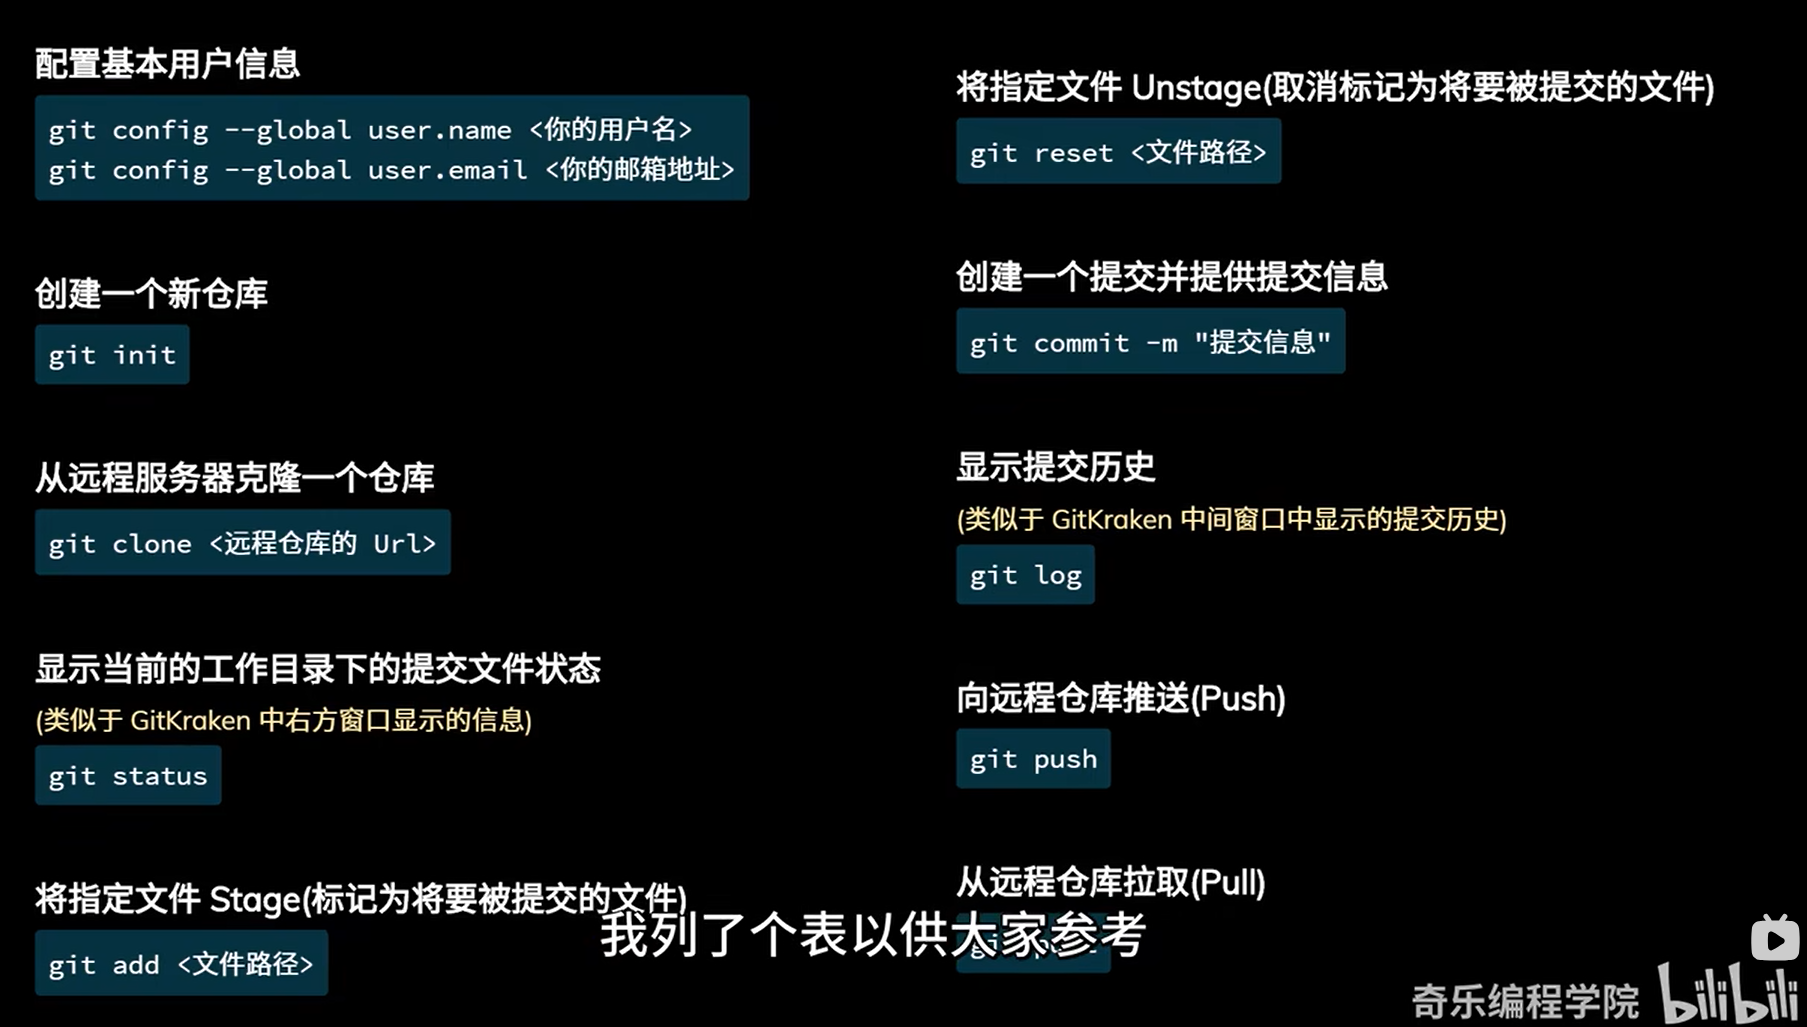 配置基本用户信息
git config --global user.name <你的用户名>
git config --global user.email <你的邮箱地址>
创建一个新仓库
git init
从远程服务器克隆一个仓库
git clone <远程仓库的 Url>
显示当前的工作目录下的提交文件状态
(类似于 GitKraken 中右方窗口显示的信息)
git status
将指定文件 Stage(标记为将要被提交的文件)
git add <文件路径>
将指定文件 Unstage(取消标记为将要被提交的文件)
git reset <文件路径>
创建一个提交并提供提交信息
git commit -m "提交信息"
显示提交历史
(类似于 GitKraken 中间窗口中显示的提交历史)
git log
向远程仓库推送(Push)
git push
从远程仓库拉取(Pull)
我列了个表以供大家参考
奇乐编程学院 bilibili